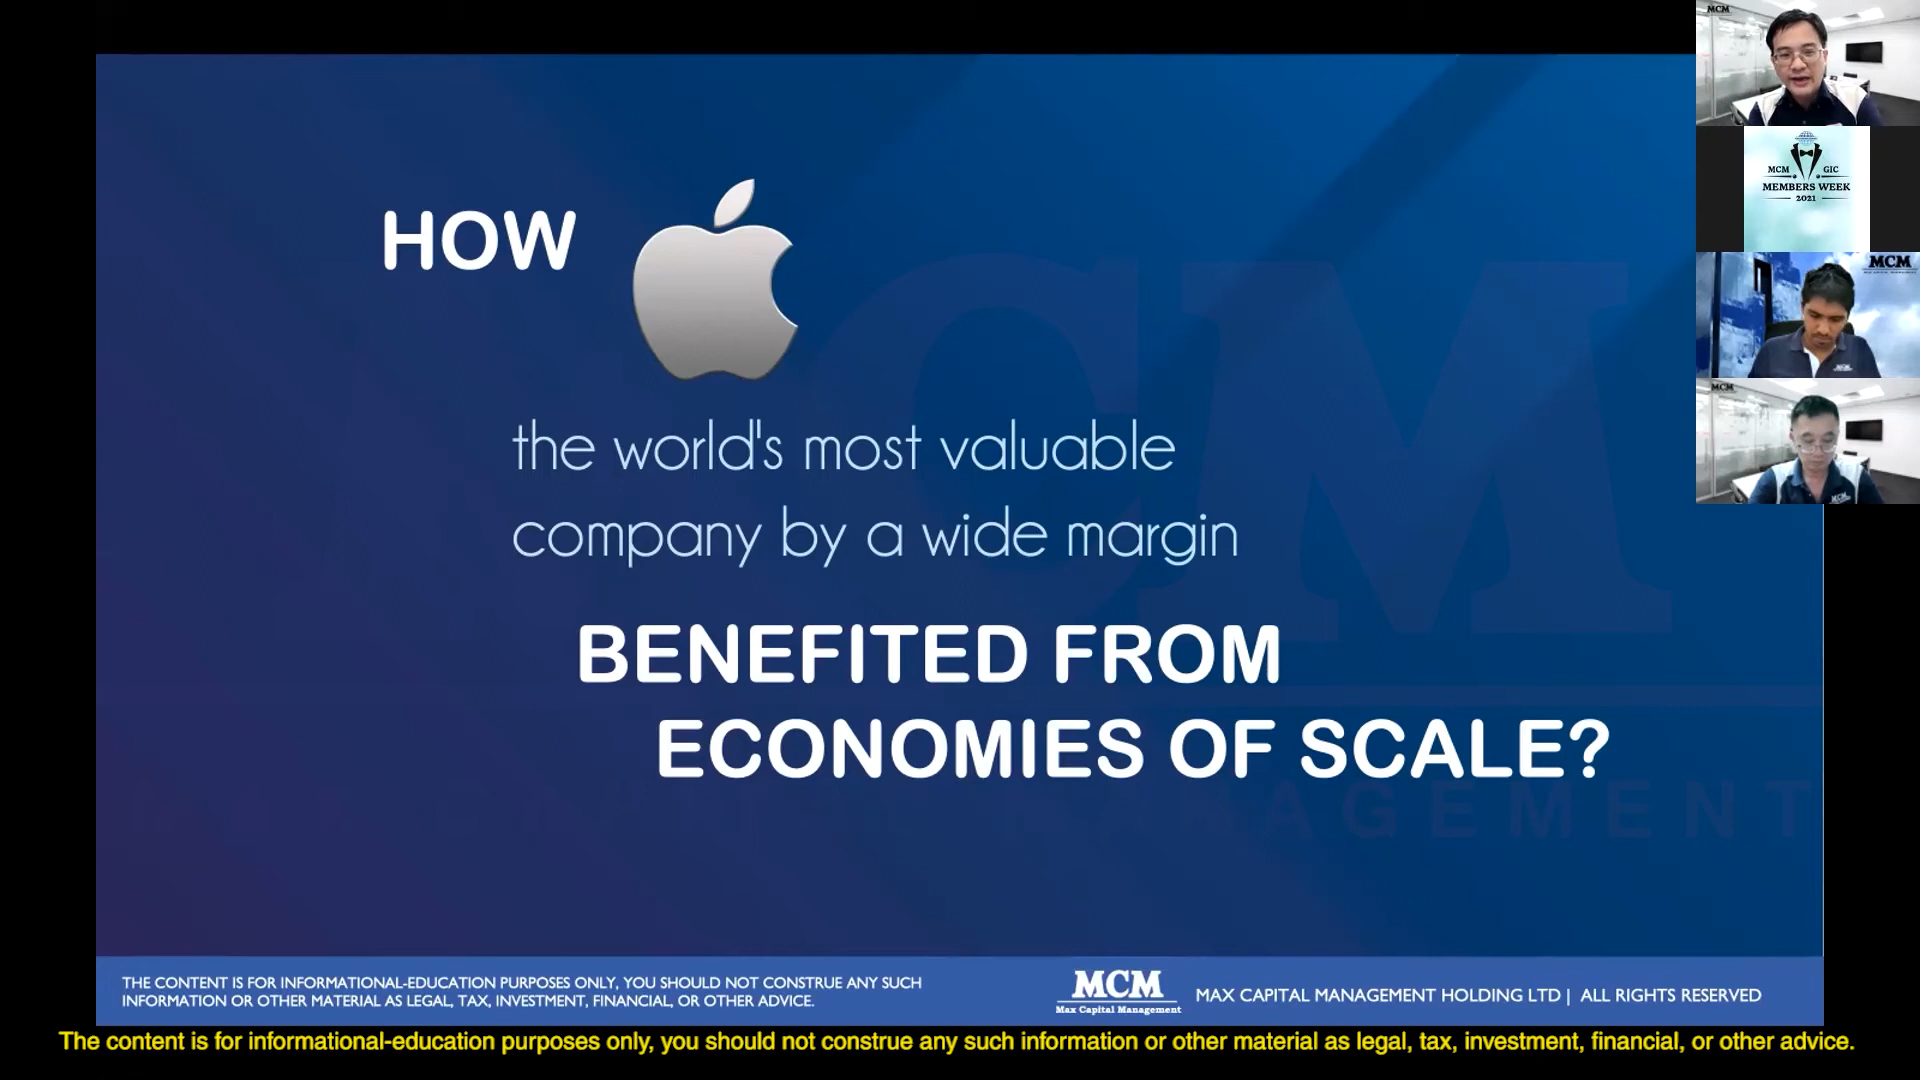 HOW
the world's most valuable
company by a wide margin
BENEFITED FROM
ECONOMIES OF SCALE?
THE CONTENT IS FOR INFORMATIONAL-EDUCATION PURPOSES ONLY, YOU SHOULD NOT CONSTRUE ANY SUCH
INFORMATION OR OTHER MATERIAL AS LEGAL, TAX, INVESTMENT, FINANCIAL, OR OTHER ADVICE.
MCM
Max Capital Management
MAX CAPITAL MANAGEMENT HOLDING LTD | ALL RIGHTS RESERVED
The content is for informational-education purposes only, you should not construe any such information or other material as legal, tax, investment, financial, or other advice.
MCM
MCM GIC
MEMBERS WEEK
2021
MCM
MCM
MCM
MCM
CM
MANAGEMENT